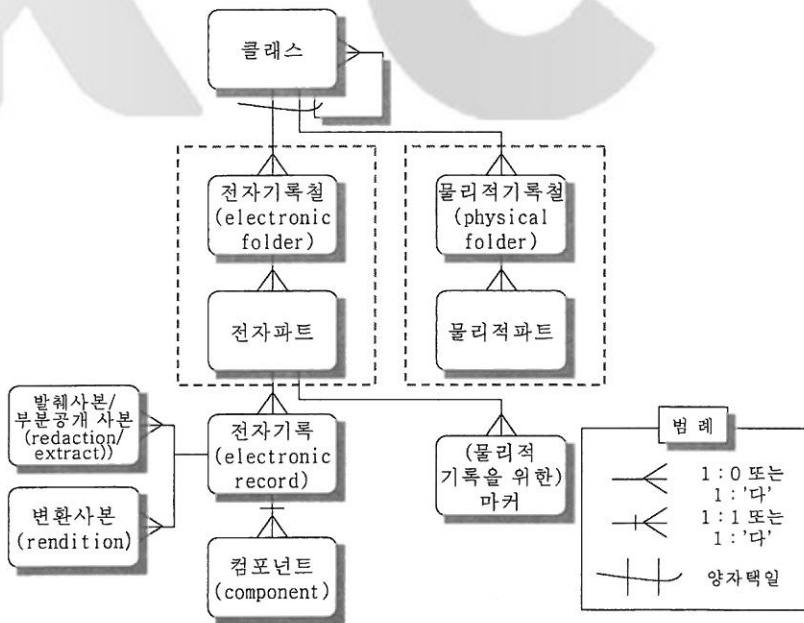 클래스
전자기록철
(electronic
folder)
물리적기록철
(physical
folder)
전자파트
물리적파트
발췌사본/
부분공개 사본
(redaction/
extract))
전자기록
(electronic
record)
(물리적
기록을 위한)
마커
변환사본
(rendition)
컴포넌트
(component)
범 례
1:0 또는
1:'다'
1:1 또는
1:'다'
양자택일